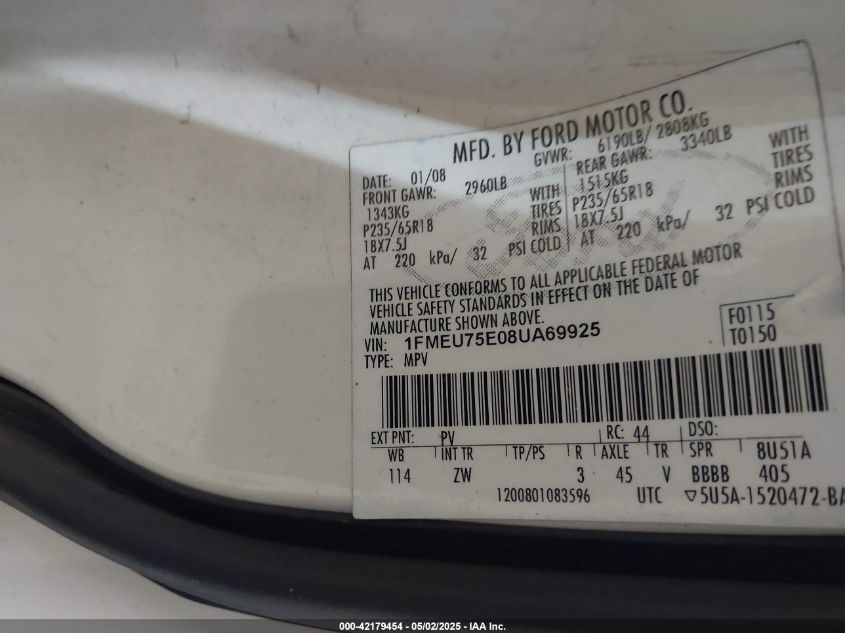 MFD. BY FORD MOTOR CO.
DATE: 01/08 GVWR: 6190LB/ 2808KG
FRONT GAWR: 2960LB REAR GAWR: 3340LB
1343KG WITH 1515KG WITH
P235/65R18 TIRES P235/65R18 TIRES
18X7.5J RIMS 18X7.5J RIMS
AT 220 kPa/ 32 PSI COLD AT 220 kPa/ 32 PSI COLD
THIS VEHICLE CONFORMS TO ALL APPLICABLE FEDERAL MOTOR
VEHICLE SAFETY STANDARDS IN EFFECT ON THE DATE OF
MANUFACTURE SHOWN ABOVE.
VIN: 1FMEU75E08UA69925 F0115
TYPE: MPV T0150
EXT PNT: PV RC: 44 DSO:
WB INT TR TP/PS R AXLE TR SPR 8U51A
114 ZW 3 45 V BBBB 405
1200801083596 UTC ▽5U5A-1520472-BA
000-42179454 - 05/02/2025 - IAA Inc.